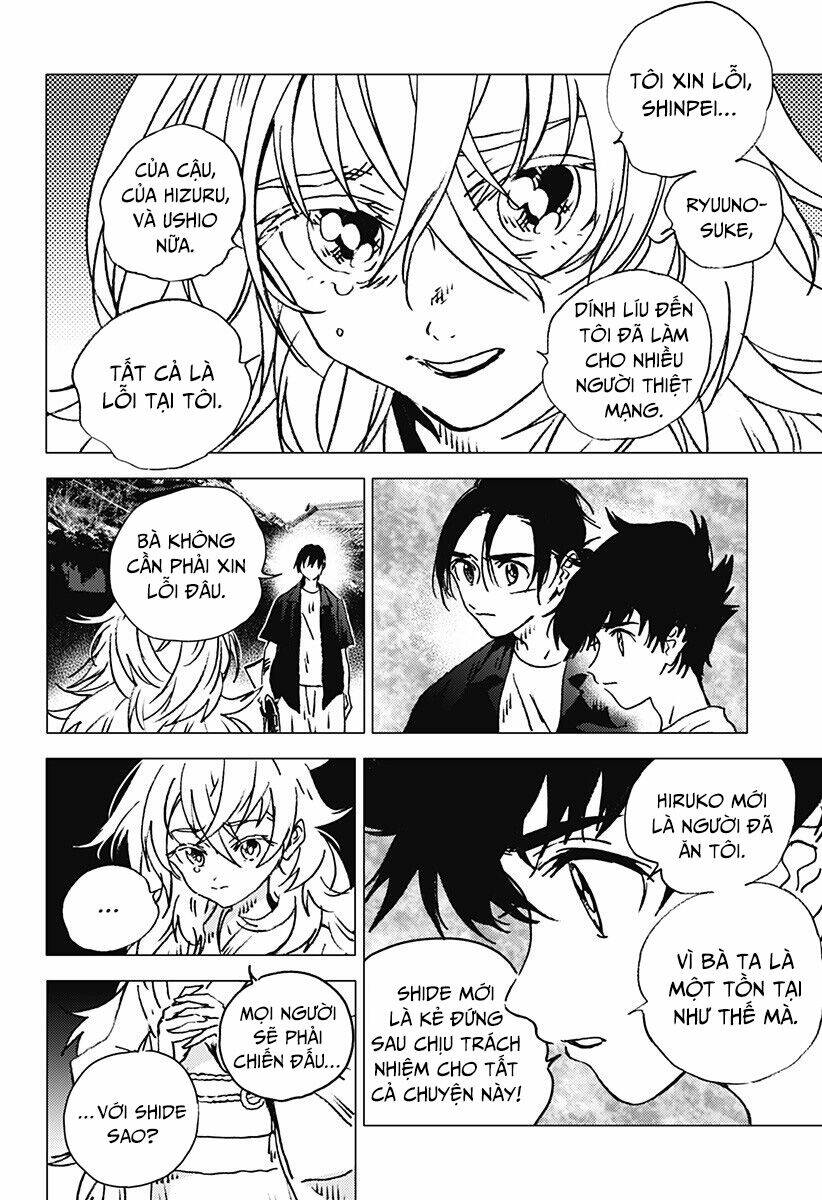 TÔI XIN LỖI,
SHINPEI...
RYUUNO-
SUKE,
DÍNH LÍU ĐẾN
TÔI ĐÃ LÀM
CHO NHIỀU
NGƯỜI THIỆT
MẠNG.
CỦA CẬU,
CỦA HIZURU,
VÀ USHIO
NỮA.
TẤT CẢ LÀ
LỖI TẠI TÔI.
BÀ KHÔNG
CẦN PHẢI XIN
LỖI ĐÂU.
HIRUKO MỚI
LÀ NGƯỜI ĐÃ
ĂN TÔI.
VÌ BÀ TA LÀ
MỘT TỒN TẠI
NHƯ THẾ MÀ.
SHIDE MỚI
LÀ KẺ ĐỨNG
SAU CHỊU TRÁCH
NHIỆM CHO TẤT
CẢ CHUYỆN NÀY!
...
MỌI NGƯỜI
SẼ PHẢI
CHIẾN ĐẤU...
...VỚI SHIDE
SAO?